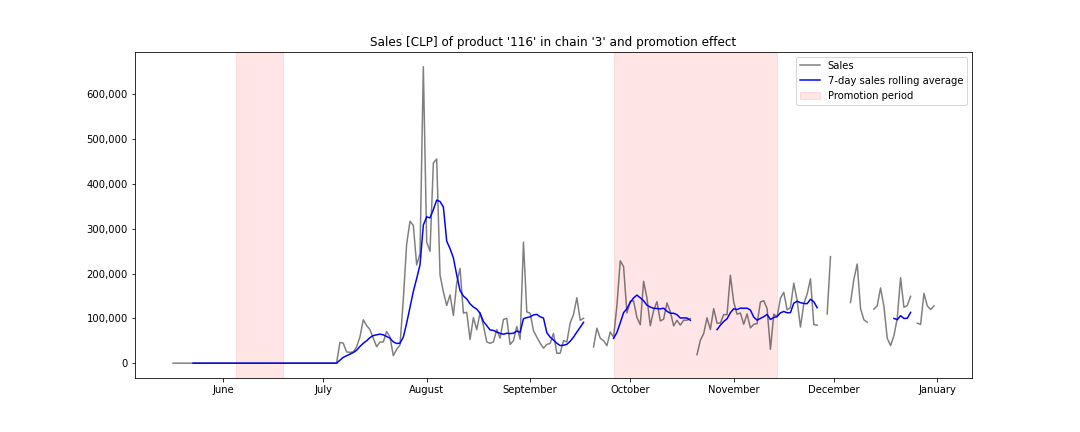 Sales [CLP] of product '116' in chain '3' and promotion effect
Sales
7-day sales rolling average
Promotion period
600,000
500,000
400,000
300,000
200,000
100,000
0
June July August September October November December January